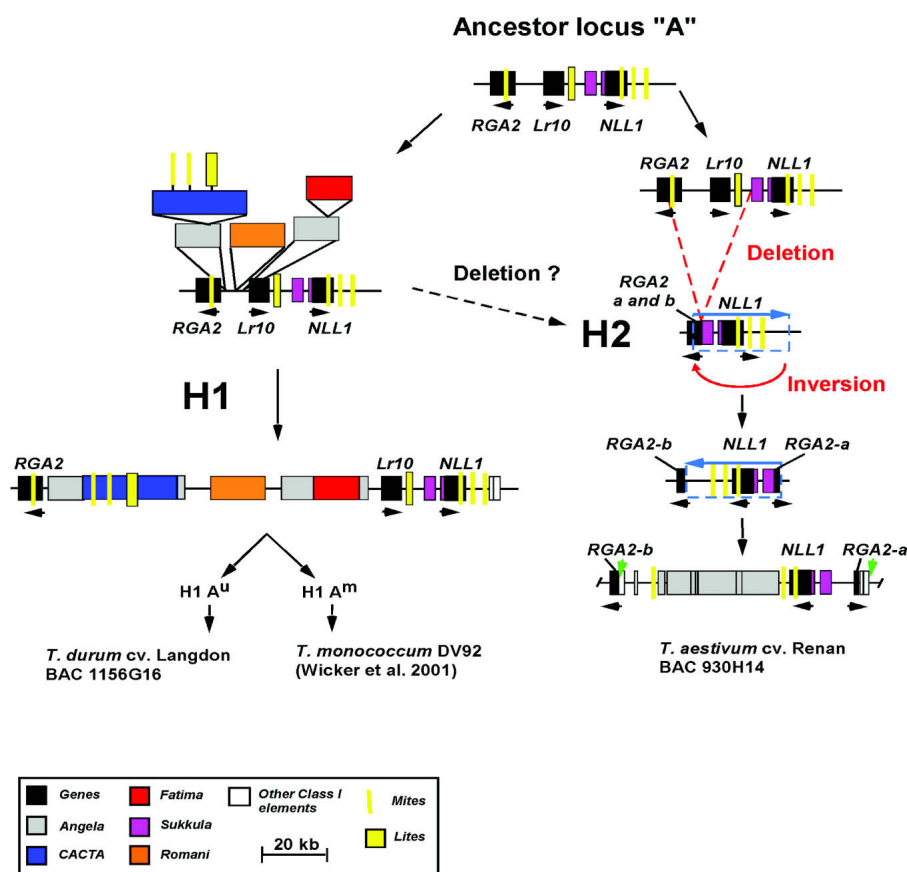 Ancestor locus "A"
RGA2 Lr10 NLL1
RGA2 Lr10 NLL1
Deletion
Deletion ?
RGA2
a and b
NLL1
H2
RGA2 Lr10 NLL1
H1
Inversion
RGA2-b NLL1 RGA2-a
RGA2 Lr10 NLL1
RGA2-b NLL1 RGA2-a
H1 Au H1 Am
T. durum cv. Langdon
BAC 1156G16
T. monococcum DV92
(Wicker et al. 2001)
T. aestivum cv. Renan
BAC 930H14
Genes Fatima Other Class I
elements
Mites
Angela Sukkula
Lites
CACTA Romani
20 kb